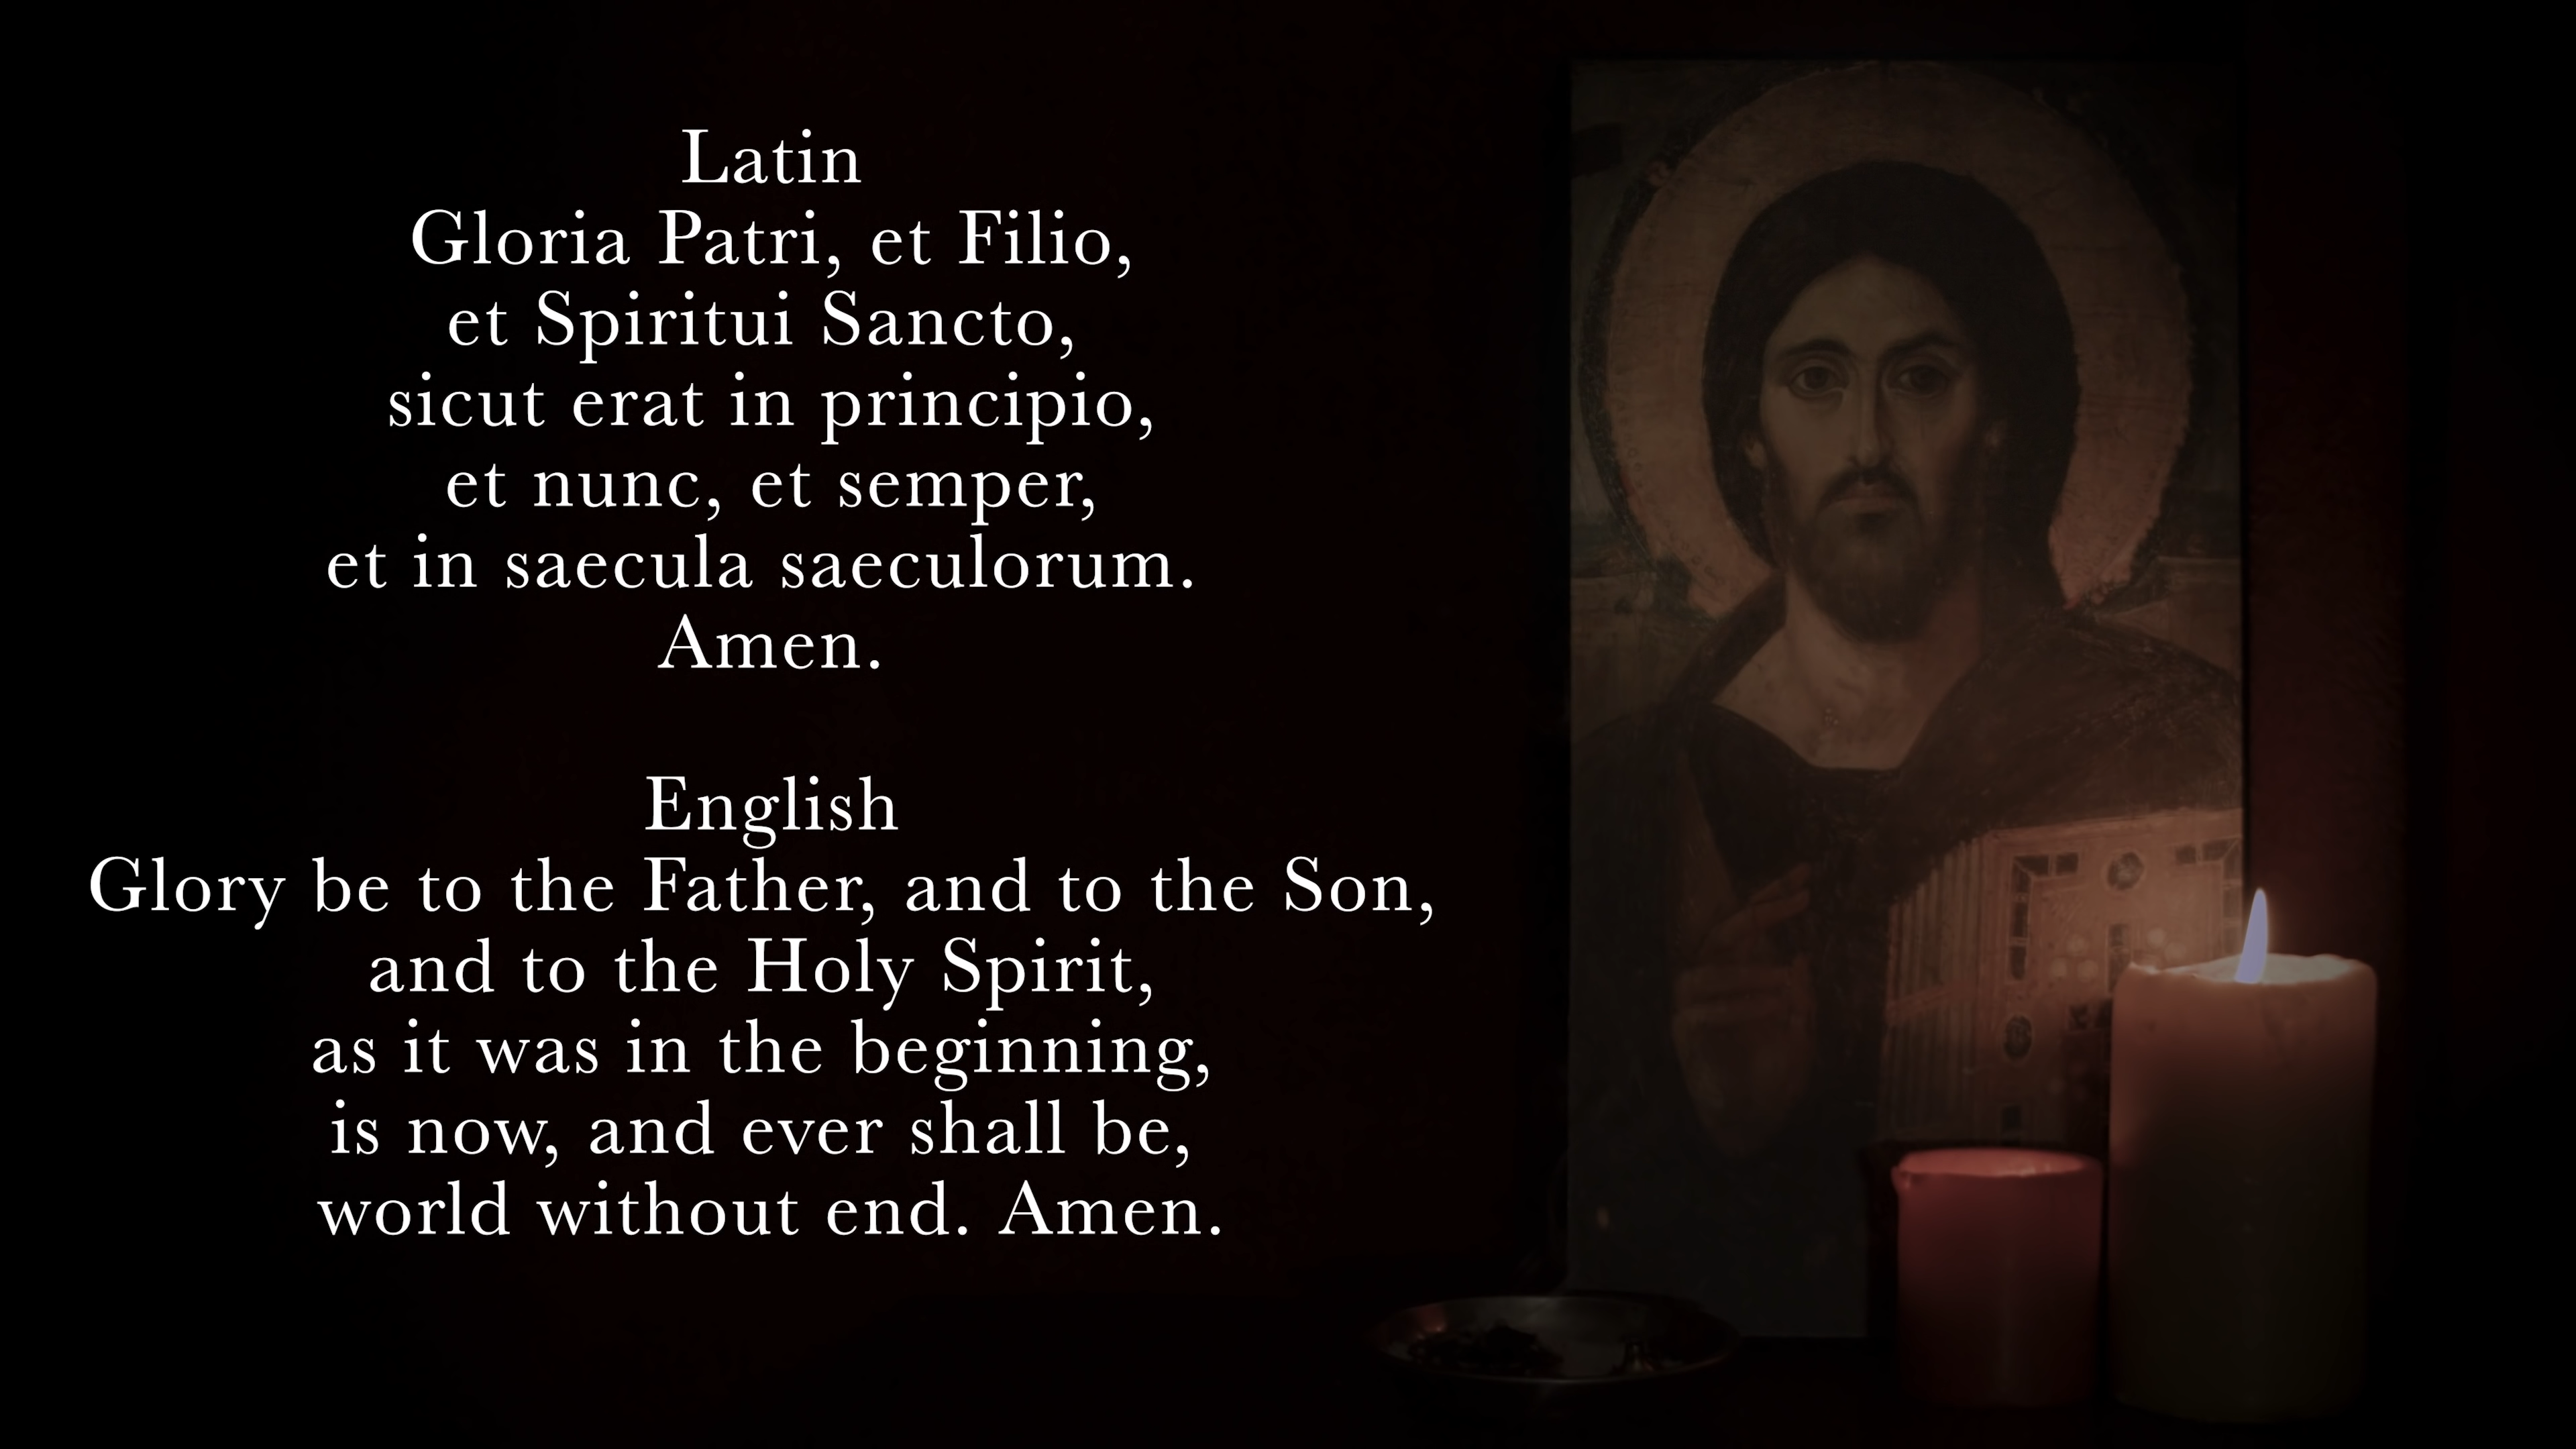 Latin
Gloria Patri, et Filio,
et Spiritui Sancto,
sicut erat in principio,
et nunc, et semper,
et in saecula saeculorum.
Amen.
English
Glory be to the Father, and to the Son,
and to the Holy Spirit,
as it was in the beginning,
is now, and ever shall be,
world without end. Amen.